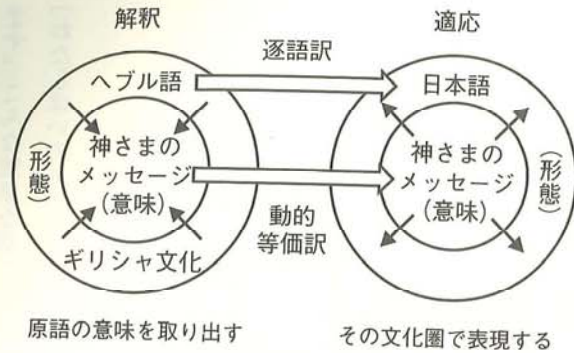 解釈
適応
逐語訳
ヘブル語
日本語
(形態)
神さまの
メッセージ
(意味)
神さまの
メッセージ
(意味)
(形態)
動的
等価訳
ギリシャ文化
原語の意味を取り出す
その文化圏で表現する